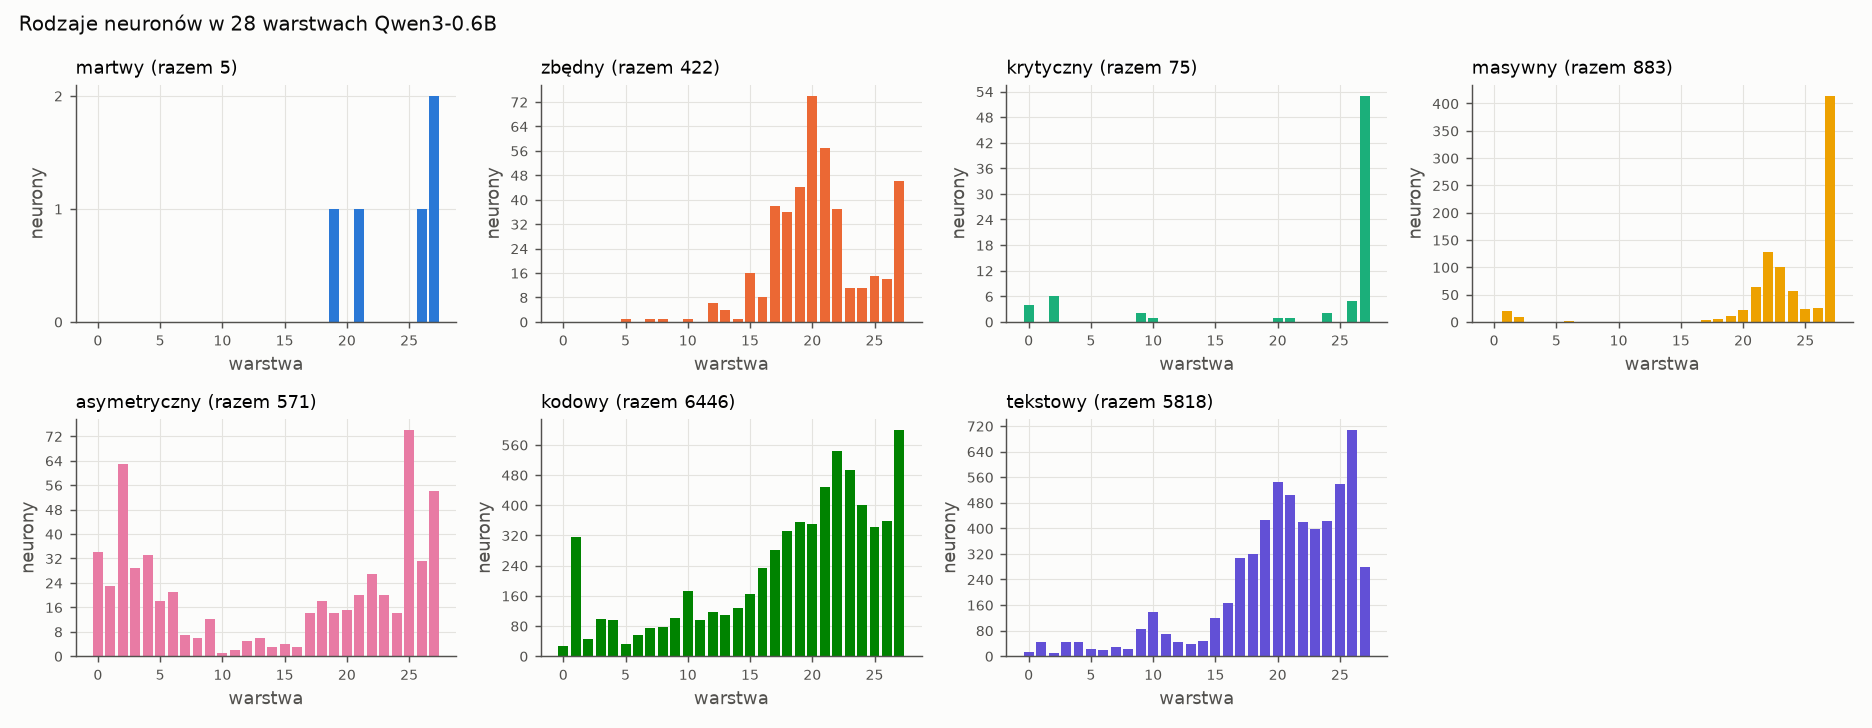 Rodzaje neuronów w 28 warstwach Qwen3-0.6B
martwy (razem 5)
neurony
2
1
0
0 5 10 15 20 25
warstwa
zbędny (razem 422)
neurony
72
64
56
48
40
32
24
16
8
0
0 5 10 15 20 25
warstwa
krytyczny (razem 75)
neurony
54
48
42
36
30
24
18
12
6
0
0 5 10 15 20 25
warstwa
masywny (razem 883)
neurony
400
350
300
250
200
150
100
50
0
0 5 10 15 20 25
warstwa
asymetryczny (razem 571)
neurony
72
64
56
48
40
32
24
16
8
0
0 5 10 15 20 25
warstwa
kodowy (razem 6446)
neurony
560
480
400
320
240
160
80
0
0 5 10 15 20 25
warstwa
tekstowy (razem 5818)
neurony
720
640
560
480
400
320
240
160
80
0
0 5 10 15 20 25
warstwa